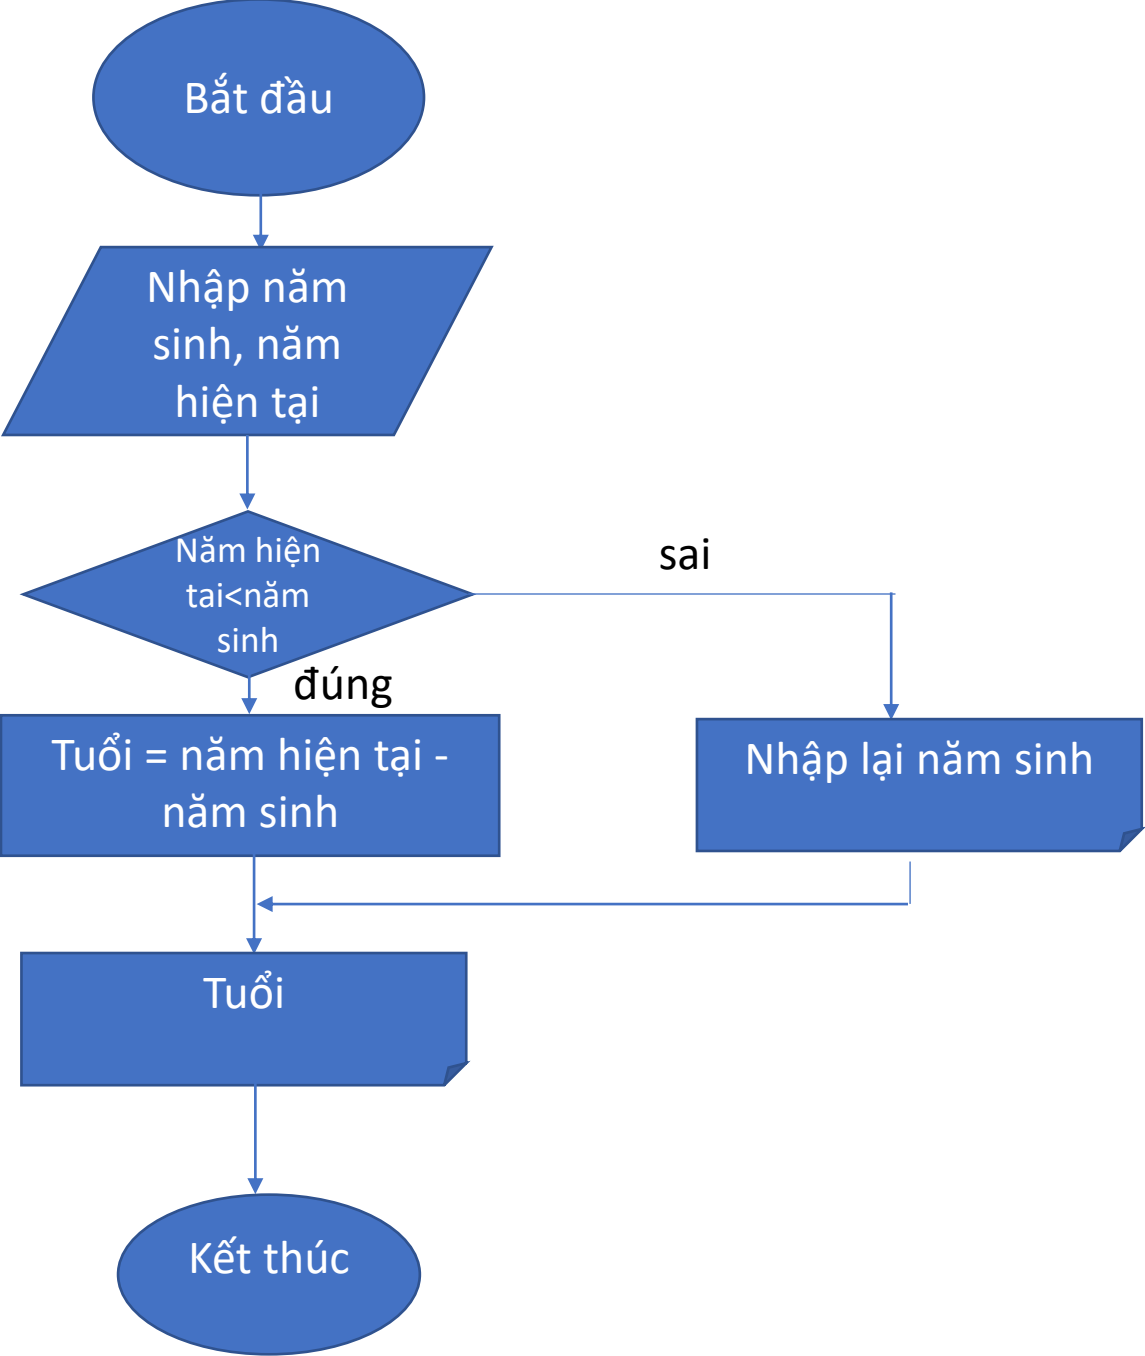 Bắt đầu
Nhập năm
sinh, năm
hiện tại
Năm hiện
tai<năm
sinh
sai
đúng
Tuổi = năm hiện tại -
năm sinh
Nhập lại năm sinh
Tuổi
Kết thúc